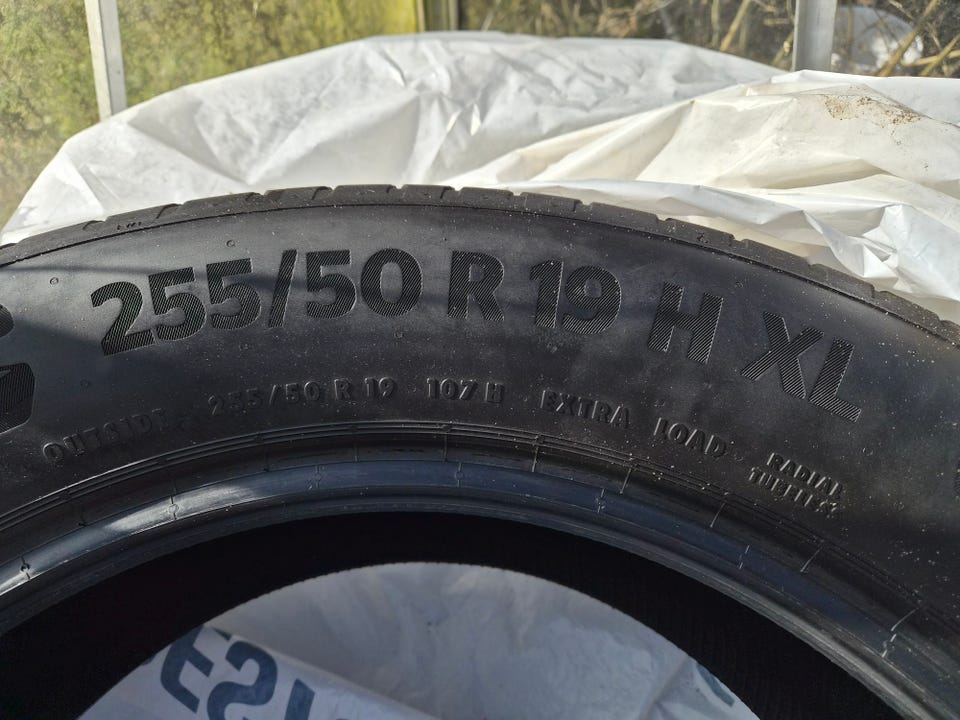 255/50 R 19 H XL
OUTSIDE 255/50 R 19 107 H EXTRA LOAD
RADIAL
TUBELESS